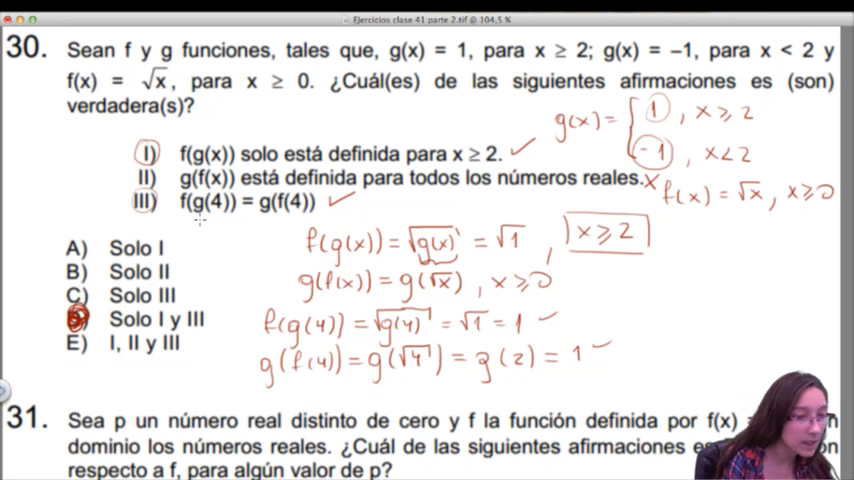 Ejercicios clase 41 parte 2.tif @ 104,5 %
30. Sean f y g funciones, tales que, g(x) = 1, para x ≥ 2; g(x) = –1, para x < 2 y
f(x) = √x, para x ≥ 0. ¿Cuál(es) de las siguientes afirmaciones es (son)
verdadera(s)?
g(x) = { 1 , x ≥ 2
-1 , x < 2
f(x) = √x , x ≥ 0
I) f(g(x)) solo está definida para x ≥ 2. ✓
II) g(f(x)) está definida para todos los números reales. x
III) f(g(4)) = g(f(4)) ✓
f(g(x)) = √g(x) = √1 , x ≥ 2
g(f(x)) = g(√x) , x ≥ 0
f(g(4)) = √g(4) = √1 = 1 ✓
g(f(4)) = g(√4) = g(2) = 1 ✓
A) Solo I
B) Solo II
C) Solo III
Solo I y III
E) I, II y III
31. Sea p un número real distinto de cero y f la función definida por f(x) =
dominio los números reales. ¿Cuál de las siguientes afirmaciones
respecto a f, para algún valor de p?